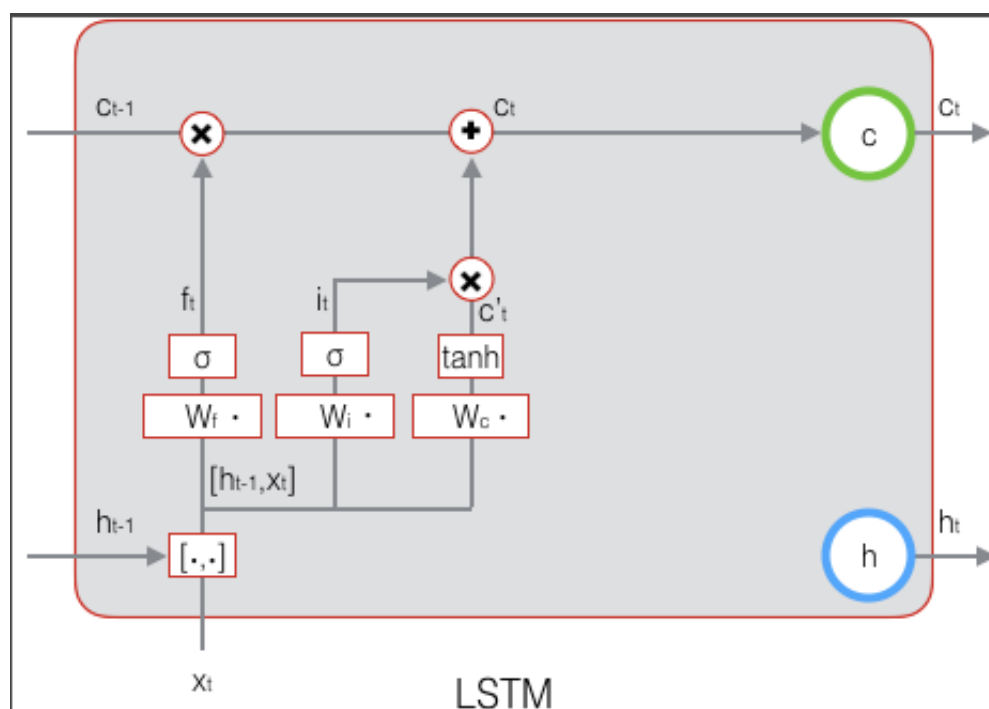 Ct-1
Ct
Ct
c
×
+
×
ft
it
c't
σ
σ
tanh
Wf ·
Wi ·
Wc ·
[ht-1,xt]
ht-1
[·,·]
h
ht
xt
LSTM